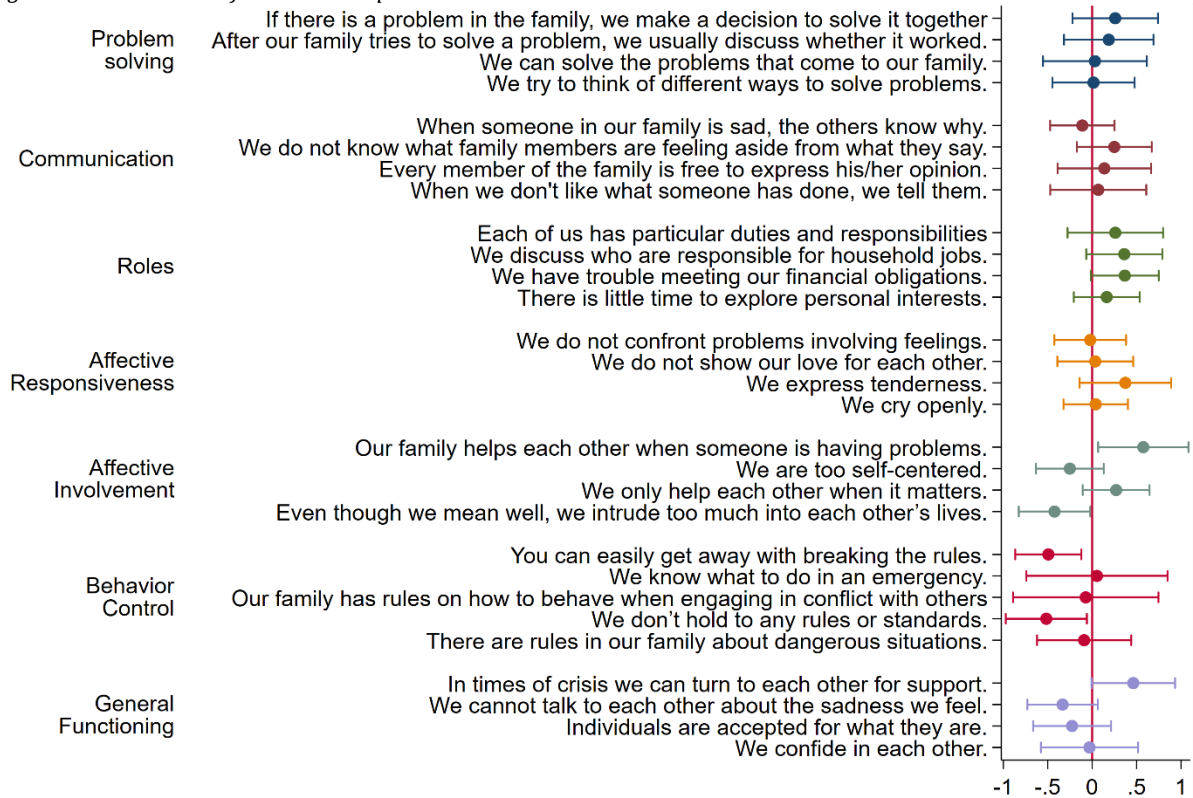 If there is a problem in the family, we make a decision to solve it together
Problem
solving
After our family tries to solve a problem, we usually discuss whether it worked.
We can solve the problems that come to our family.
We try to think of different ways to solve problems.
When someone in our family is sad, the others know why.
Communication
We do not know what family members are feeling aside from what they say.
Every member of the family is free to express his/her opinion.
When we don't like what someone has done, we tell them.
Each of us has particular duties and responsibilities
We discuss who are responsible for household jobs.
Roles
We have trouble meeting our financial obligations.
There is little time to explore personal interests.
We do not confront problems involving feelings.
Affective
Responsiveness
We do not show our love for each other.
We express tenderness.
We cry openly.
Our family helps each other when someone is having problems.
Affective
Involvement
We are too self-centered.
We only help each other when it matters.
Even though we mean well, we intrude too much into each other’s lives.
You can easily get away with breaking the rules.
Behavior
Control
We know what to do in an emergency.
Our family has rules on how to behave when engaging in conflict with others
We don’t hold to any rules or standards.
There are rules in our family about dangerous situations.
In times of crisis we can turn to each other for support.
General
Functioning
We cannot talk to each other about the sadness we feel.
Individuals are accepted for what they are.
We confide in each other.
-1 -.5 0 .5 1